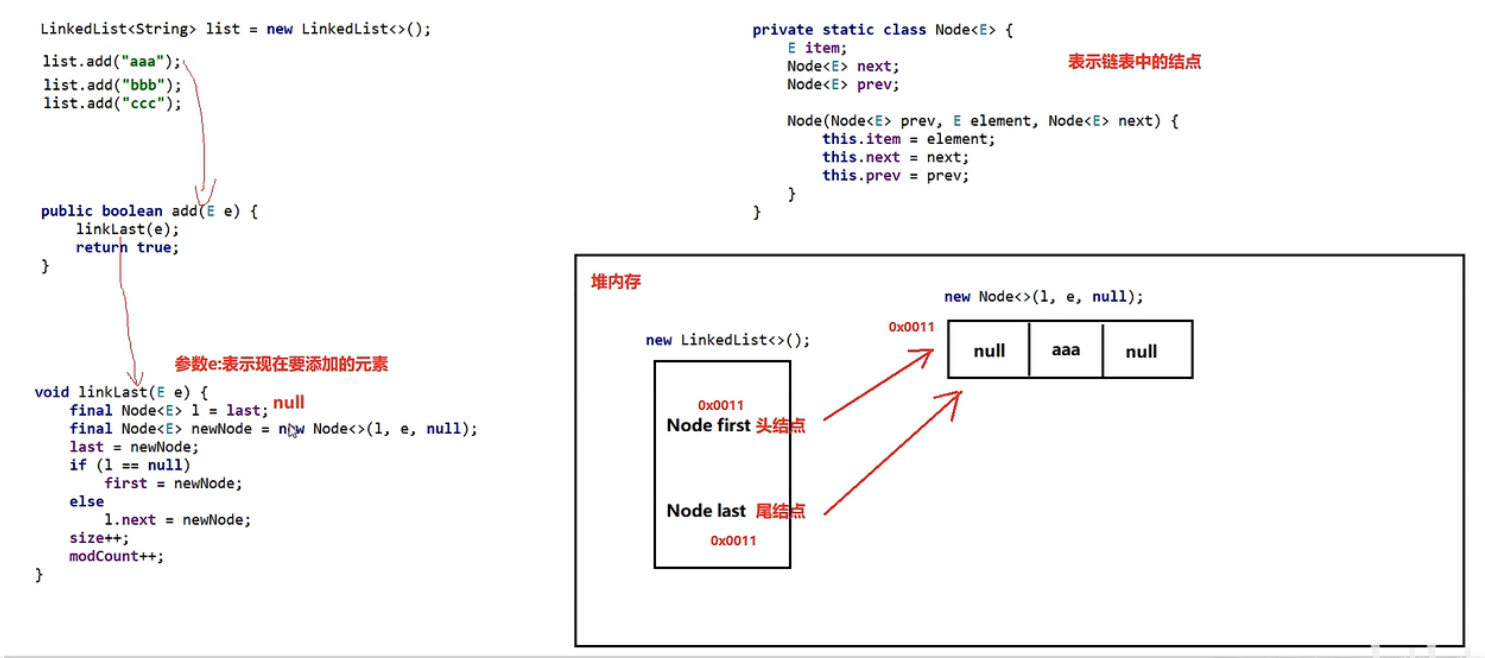 LinkedList<String> list = new LinkedList<>();
list.add("aaa");
list.add("bbb");
list.add("ccc");
public boolean add(E e) {
linkLast(e);
return true;
}
参数e:表示现在要添加的元素
void linkLast(E e) {
final Node<E> l = last; null
final Node<E> newNode = new Node<>(l, e, null);
last = newNode;
if (l == null)
first = newNode;
else
l.next = newNode;
size++;
modCount++;
}
private static class Node<E> {
E item;
Node<E> next;
Node<E> prev;
表示链表中的结点
Node(Node<E> prev, E element, Node<E> next) {
this.item = element;
this.next = next;
this.prev = prev;
}
}
堆内存
new LinkedList<>();
0x0011
Node first 头结点
Node last 尾结点
0x0011
new Node<>(l, e, null);
0x0011
null aaa null